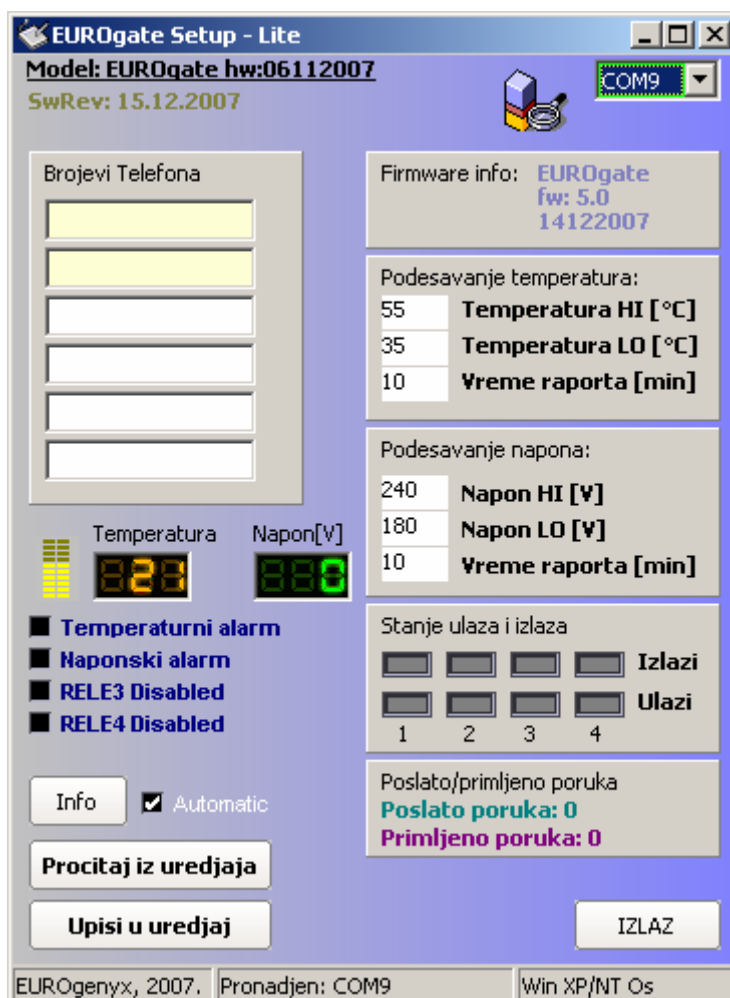 EUROgate Setup - Lite
Model: EUROgate hw:06112007
SwRev: 15.12.2007
COM9
Brojevi Telefona
Firmware info: EUROgate
fw: 5.0
14122007
Podesavanje temperatura:
55 Temperatura HI [°C]
35 Temperatura LO [°C]
10 Vreme raporta [min]
Podesavanje napona:
240 Napon HI [V]
180 Napon LO [V]
10 Vreme raporta [min]
Temperatura Napon[V]
21 0
Temperaturni alarm
Naponski alarm
RELE3 Disabled
RELE4 Disabled
Stanje ulaza i izlaza
Izlazi
Ulazi
1 2 3 4
Info Automatic
Poslato/primljeno poruka
Poslato poruka: 0
Primljeno poruka: 0
Procitaj iz uredjaja
Upisi u uredjaj
IZLAZ
EUROgenyx, 2007. Pronadjen: COM9 Win XP/NT Os